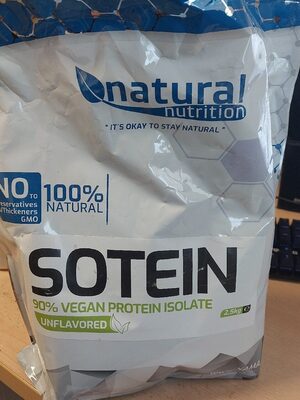 natural
nutrition
* IT'S OKAY TO STAY NATURAL *
NO TO
Preservatives
Thickeners
GMO
100%
NATURAL
SOTEIN
90% VEGAN PROTEIN ISOLATE
UNFLAVORED
2,5kg e